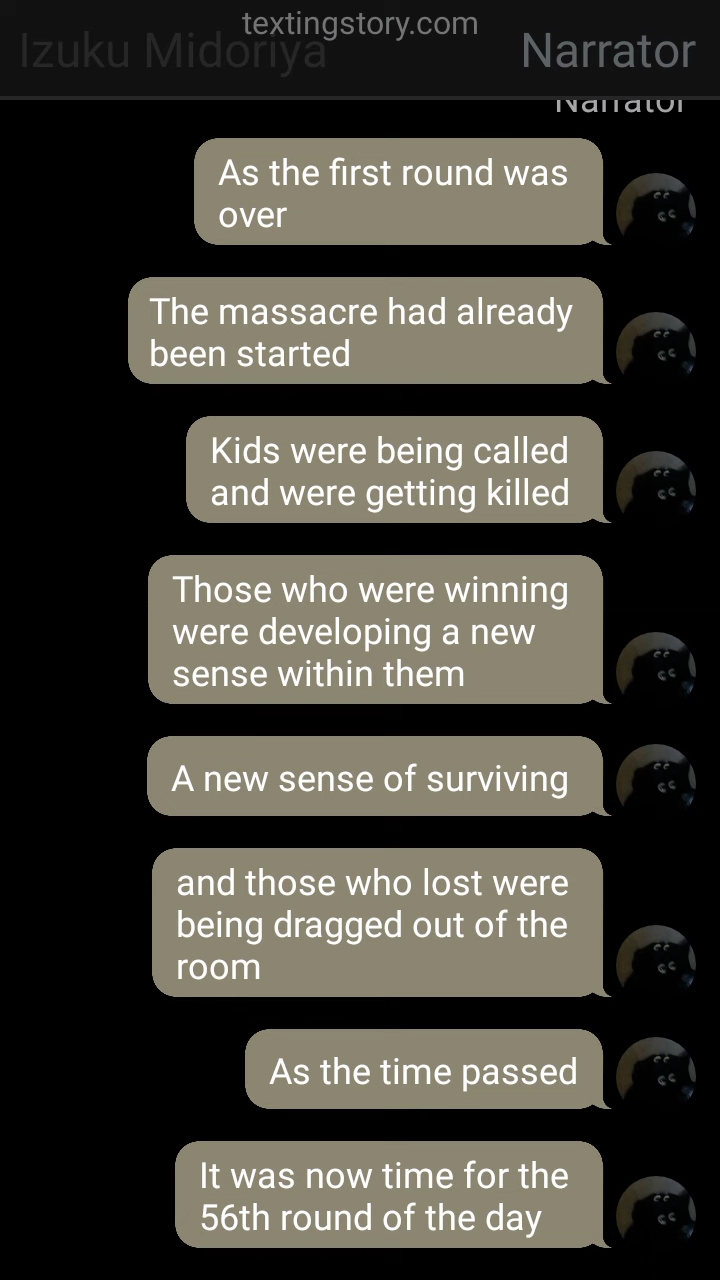 textingstory.com
Izuku Midoriya
Narrator
Narrator
As the first round was
over
The massacre had already
been started
Kids were being called
and were getting killed
Those who were winning
were developing a new
sense within them
A new sense of surviving
and those who lost were
being dragged out of the
room
As the time passed
It was now time for the
56th round of the day